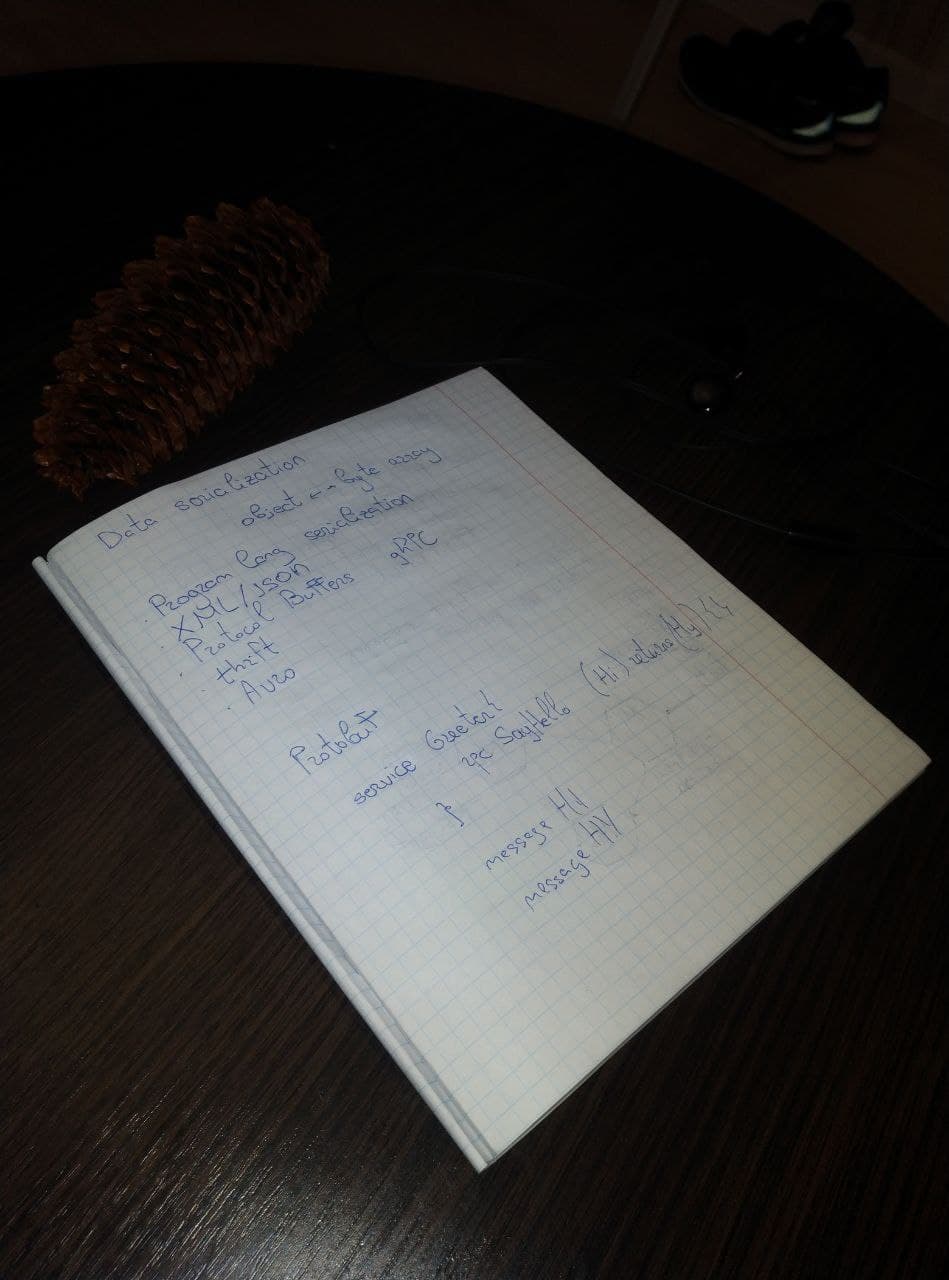 Data serialization
object <-> byte array
· Program lang serialization
XML/JSON
· Protocol Buffers gRPC
· thrift
· Avro
Protobuf
service Greeter {
rpc SayHello (Hi) returns (Hy) {}
}
message HI
message HY